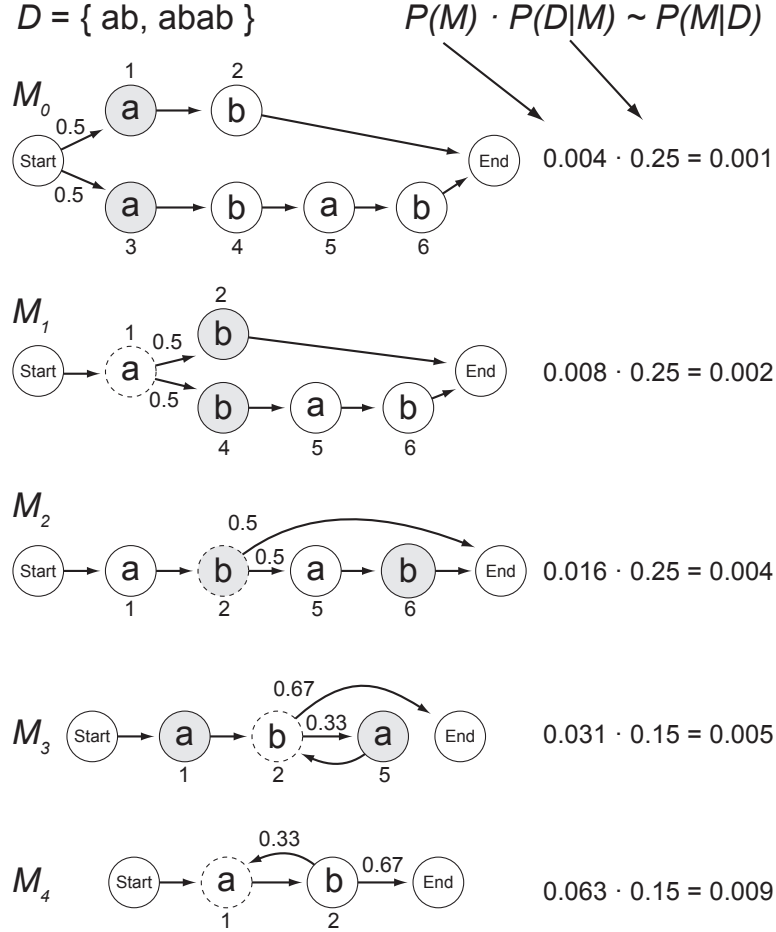 D = { ab, abab }
P(M) · P(D|M) ~ P(M|D)
M0
1
2
a
b
0.5
Start
End
0.004 · 0.25 = 0.001
0.5
a
b
a
b
3
4
5
6
M1
2
1
b
0.5
Start
a
End
0.008 · 0.25 = 0.002
0.5
b
a
b
4
5
6
M2
0.5
Start
a
b
0.5
a
b
End
0.016 · 0.25 = 0.004
1
2
5
6
0.67
M3
Start
a
b
0.33
a
End
0.031 · 0.15 = 0.005
1
2
5
0.33
0.67
M4
Start
a
b
End
0.063 · 0.15 = 0.009
1
2